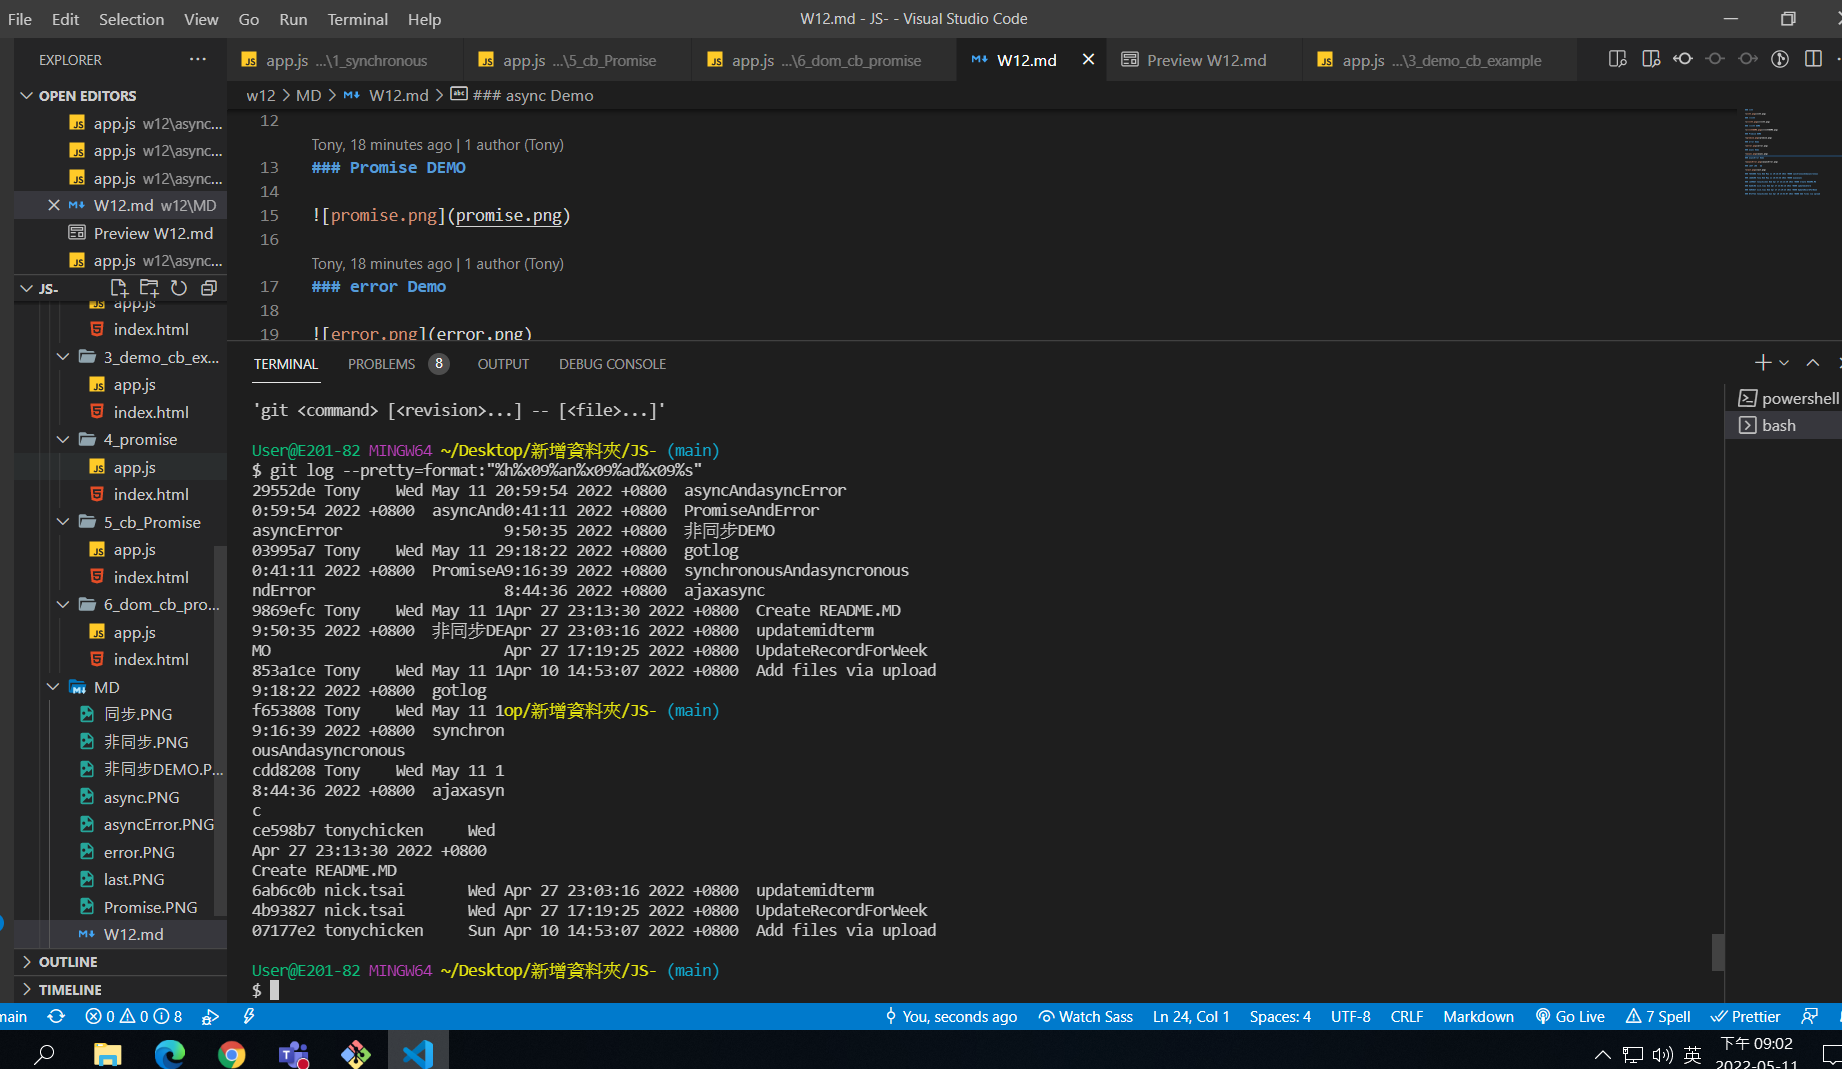 File Edit Selection View Go Run Terminal Help
W12.md - JS- - Visual Studio Code
EXPLORER
app.js ...\1_synchronous
app.js ...\5_cb_Promise
app.js ...\6_dom_cb_promise
W12.md
Preview W12.md
app.js ...\3_demo_cb_example
OPEN EDITORS
app.js w12\async...
app.js w12\async...
app.js w12\async...
W12.md w12\MD
Preview W12.md
app.js w12\async...
JS-
app.js
index.html
3_demo_cb_ex...
app.js
index.html
4_promise
app.js
index.html
5_cb_Promise
app.js
index.html
6_dom_cb_pro...
app.js
index.html
MD
同步.PNG
非同步.PNG
非同步DEMO.P...
async.PNG
asyncError.PNG
error.PNG
last.PNG
Promise.PNG
W12.md
OUTLINE
TIMELINE
w12 > MD > W12.md > ### async Demo
12
Tony, 18 minutes ago | 1 author (Tony)
13 ### Promise DEMO
14
15 ![promise.png](promise.png)
16
Tony, 18 minutes ago | 1 author (Tony)
17 ### error Demo
18
19 ![error.png](error.png)
TERMINAL PROBLEMS 8 OUTPUT DEBUG CONSOLE
powershell
bash
'git <command> [<revision>...] -- [<file>...]'
User@E201-82 MINGW64 ~/Desktop/新增資料夾/JS- (main)
$ git log --pretty=format:"%h%x09%an%x09%ad%x09%s"
29552de Tony Wed May 11 20:59:54 2022 +0800 asyncAndasyncError
0:59:54 2022 +0800 asyncAnd0:41:11 2022 +0800 PromiseAndError
asyncError 9:50:35 2022 +0800 非同步DEMO
03995a7 Tony Wed May 11 29:18:22 2022 +0800 gotlog
0:41:11 2022 +0800 PromiseA9:16:39 2022 +0800 synchronousAndasyncronous
ndError 8:44:36 2022 +0800 ajaxasync
9869efc Tony Wed May 11 1Apr 27 23:13:30 2022 +0800 Create README.MD
9:50:35 2022 +0800 非同步DEApr 27 23:03:16 2022 +0800 updatemidterm
MO Apr 27 17:19:25 2022 +0800 UpdateRecordForWeek
853a1ce Tony Wed May 11 1Apr 10 14:53:07 2022 +0800 Add files via upload
9:18:22 2022 +0800 gotlog
f653808 Tony Wed May 11 1op/新增資料夾/JS- (main)
9:16:39 2022 +0800 synchron
ousAndasyncronous
cdd8208 Tony Wed May 11 1
8:44:36 2022 +0800 ajaxasyn
c
ce598b7 tonychicken Wed
Apr 27 23:13:30 2022 +0800
Create README.MD
6ab6c0b nick.tsai Wed Apr 27 23:03:16 2022 +0800 updatemidterm
4b93827 nick.tsai Wed Apr 27 17:19:25 2022 +0800 UpdateRecordForWeek
07177e2 tonychicken Sun Apr 10 14:53:07 2022 +0800 Add files via upload
User@E201-82 MINGW64 ~/Desktop/新增資料夾/JS- (main)
$
main 0 0 8
You, seconds ago Watch Sass Ln 24, Col 1 Spaces: 4 UTF-8 CRLF Markdown Go Live 7 Spell Prettier
英
下午 09:02
2022-05-11